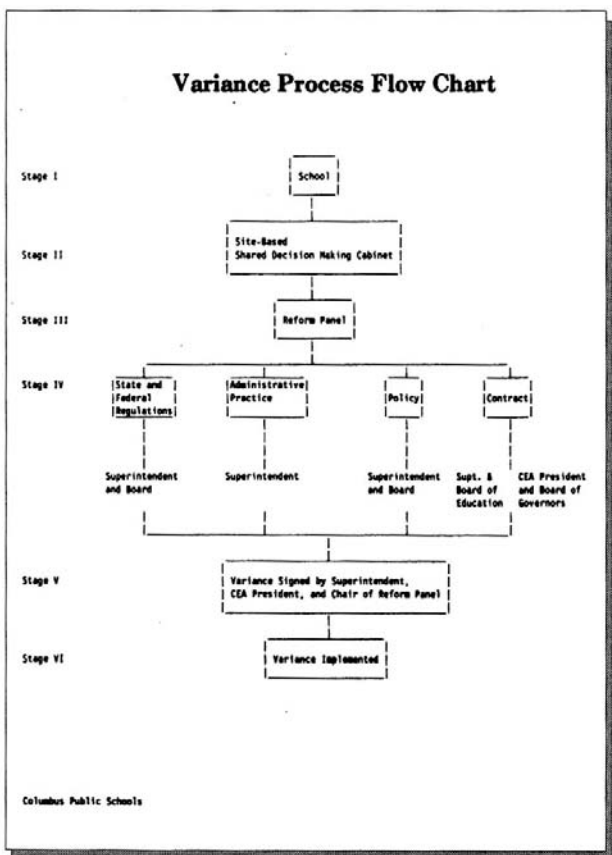 Variance Process Flow Chart
Stage I
School
Stage II
Site-Based
Shared Decision Making Cabinet
Stage III
Reform Panel
Stage IV
State and
Federal
Regulations
Administrative
Practice
Policy
Contract
Superintendent
and Board
Superintendent
Superintendent
and Board
Supt. &
Board of
Education
CEA President
and Board of
Governors
Stage V
Variance Signed by Superintendent,
CEA President, and Chair of Reform Panel
Stage VI
Variance Implemented
Columbus Public Schools